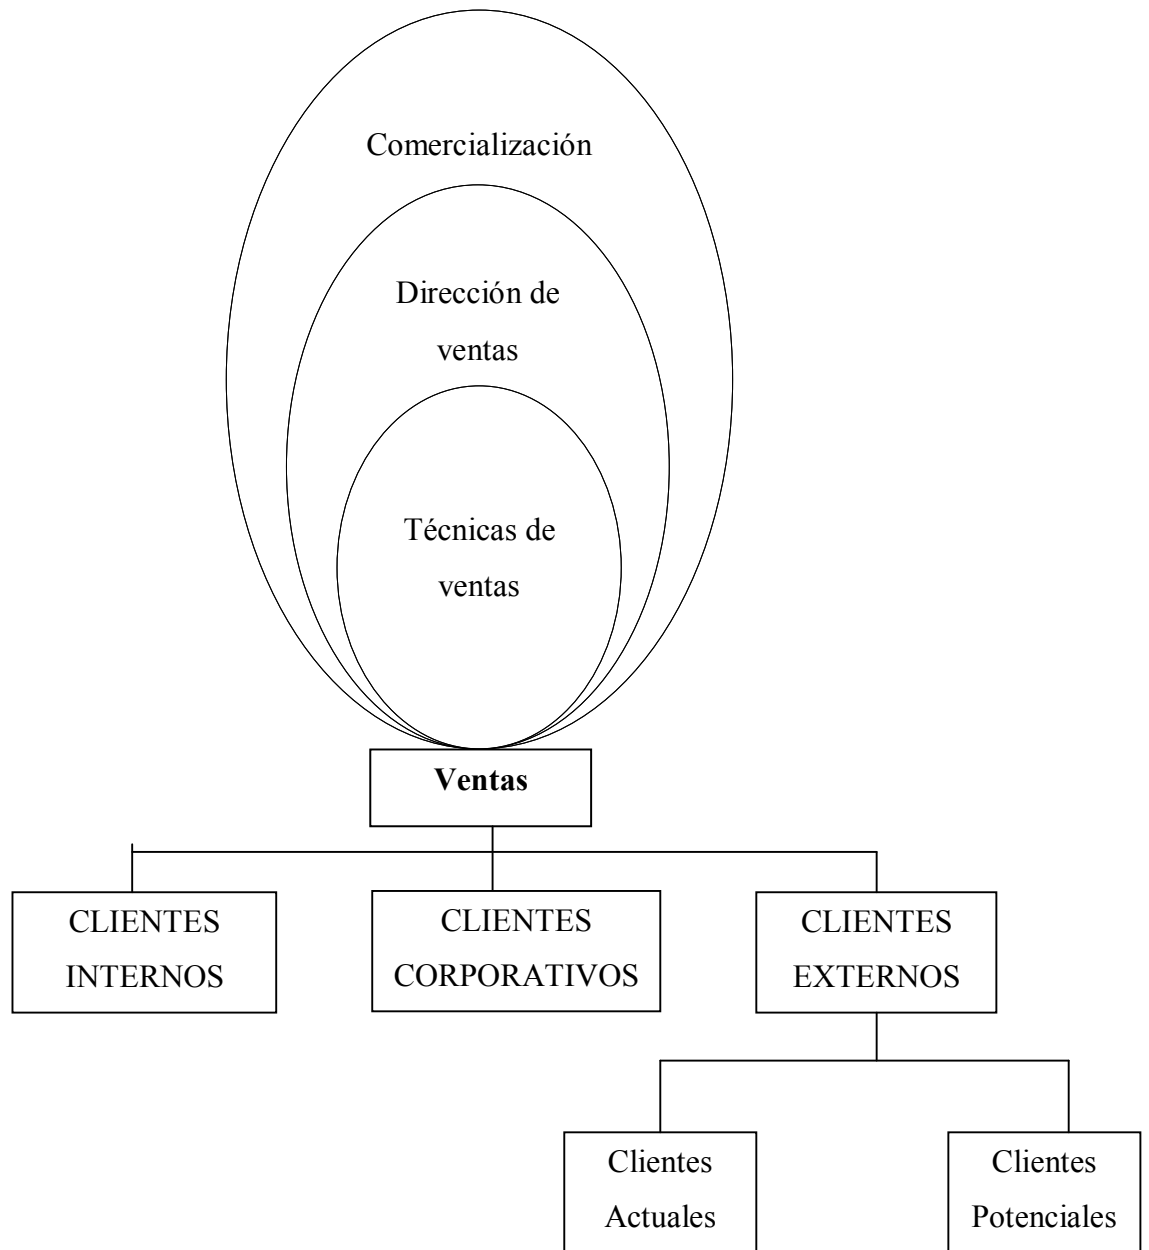 Comercialización
Dirección de
ventas
Técnicas de
ventas
Ventas
CLIENTES
INTERNOS
CLIENTES
CORPORATIVOS
CLIENTES
EXTERNOS
Clientes
Actuales
Clientes
Potenciales